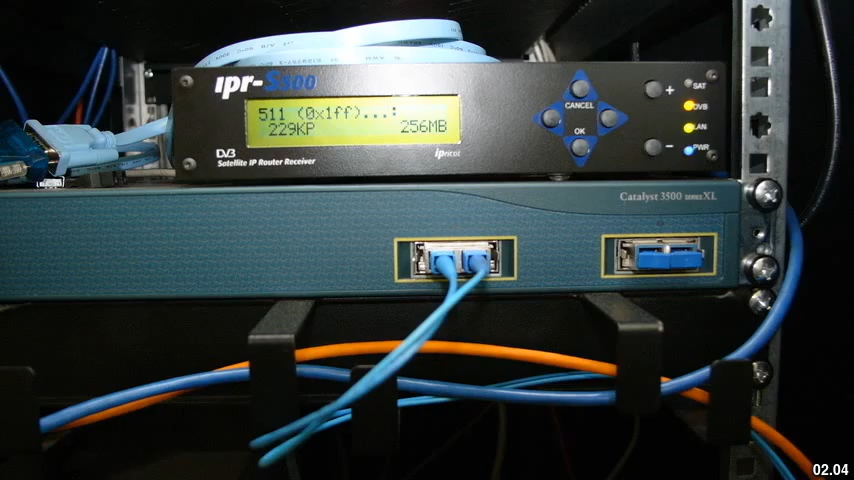 ipr-S500
511 (0x1ff)...:
229KP 256MB
CANCEL
OK
+
-
SAT
DVB
LAN
PWR
DVB
Satellite IP Router Receiver
ipricot
Catalyst 3500 SERIES XL
02.04